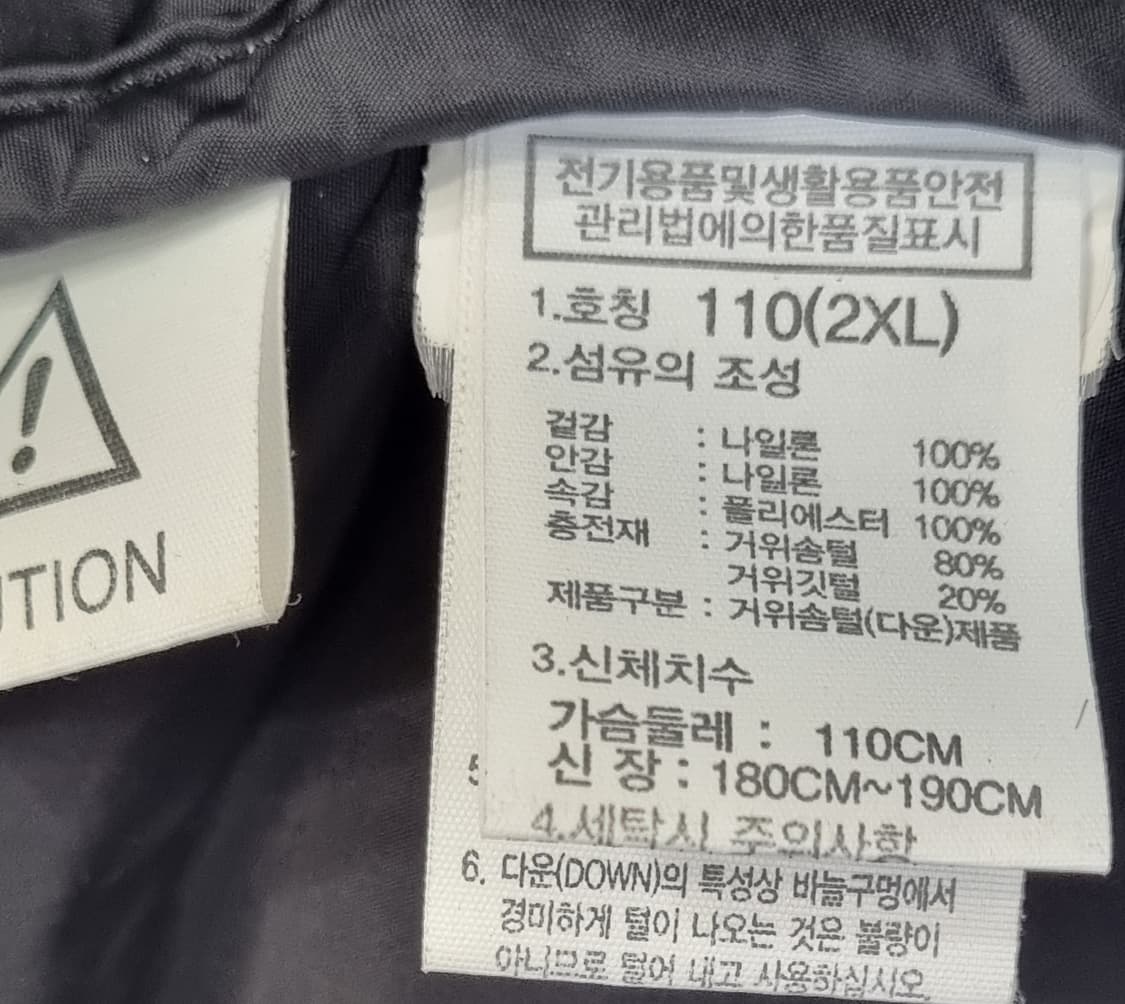 전기용품및생활용품안전
관리법에의한품질표시
1.호칭 110(2XL)
2.섬유의 조성
겉감 : 나일론 100%
안감 : 나일론 100%
속감 : 폴리에스터 100%
충전재 : 거위솜털 80%
거위깃털 20%
제품구분 : 거위솜털(다운)제품
3.신체치수
가슴둘레 : 110CM
신 장 : 180CM~190CM
4.세탁시 주의사항
5
6. 다운(DOWN)의 특성상 바늘구멍에서
경미하게 털이 나오는 것은 불량이
아니므로 털어 내고 사용하십시오
!
UTION